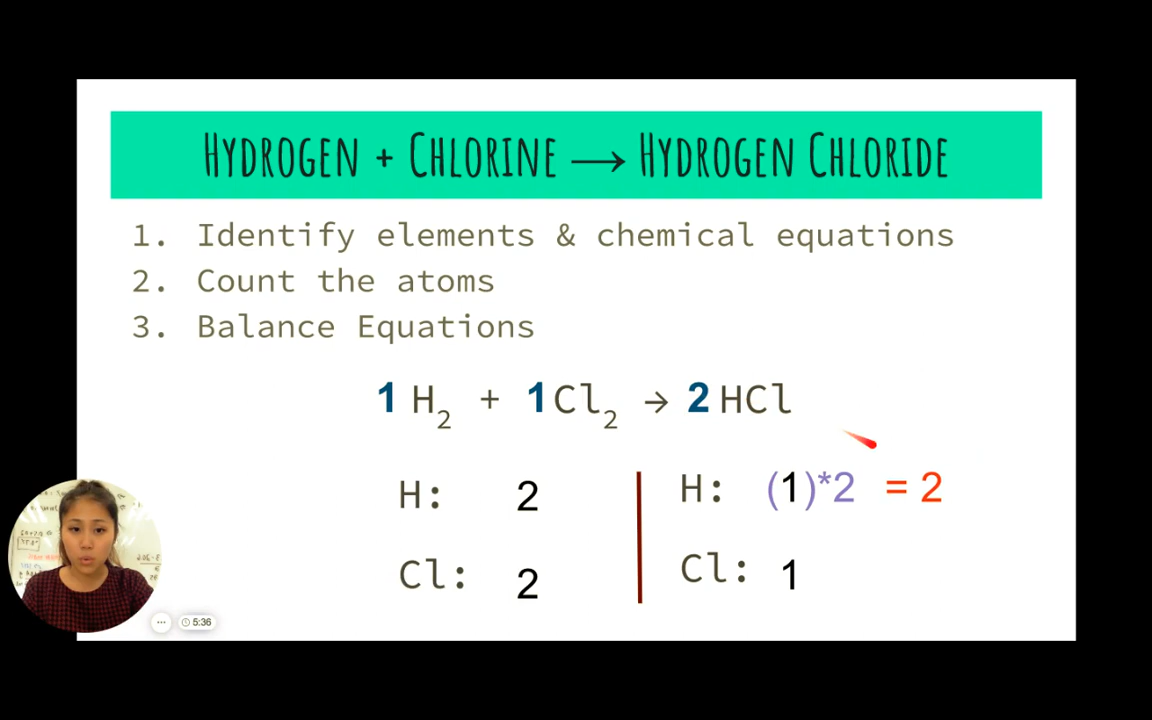 HYDROGEN + CHLORINE → HYDROGEN CHLORIDE
1. Identify elements & chemical equations
2. Count the atoms
3. Balance Equations
1 H₂ + 1 Cl₂ → 2 HCl
H: 2
H: (1)*2 = 2
Cl: 2
Cl: 1
5:36